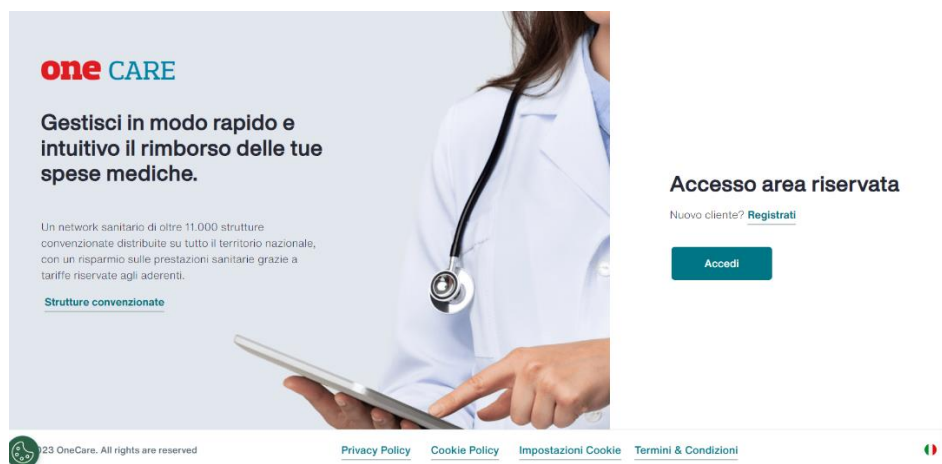 one CARE
Gestisci in modo rapido e
intuitivo il rimborso delle tue
spese mediche.
Un network sanitario di oltre 11.000 strutture
convenzionate distribuite su tutto il territorio nazionale,
con un risparmio sulle prestazioni sanitarie grazie a
tariffe riservate agli aderenti.
Strutture convenzionate
Accesso area riservata
Nuovo cliente? Registrati
Accedi
23 OneCare. All rights are reserved
Privacy Policy Cookie Policy Impostazioni Cookie Termini & Condizioni